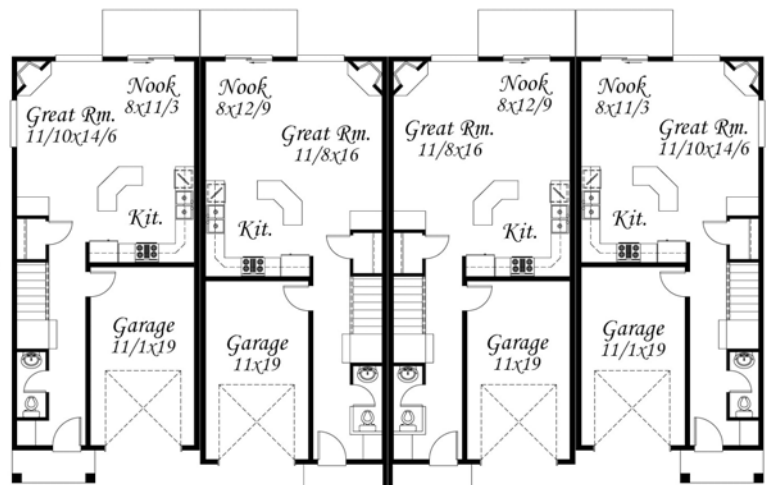 Nook
8x11/3
Great Rm.
11/10x14/6
Kit.
Garage
11/1x19
Nook
8x12/9
Great Rm.
11/8x16
Kit.
Garage
11x19
Nook
8x12/9
Great Rm.
11/8x16
Kit.
Garage
11x19
Nook
8x11/3
Great Rm.
11/10x14/6
Kit.
Garage
11/1x19